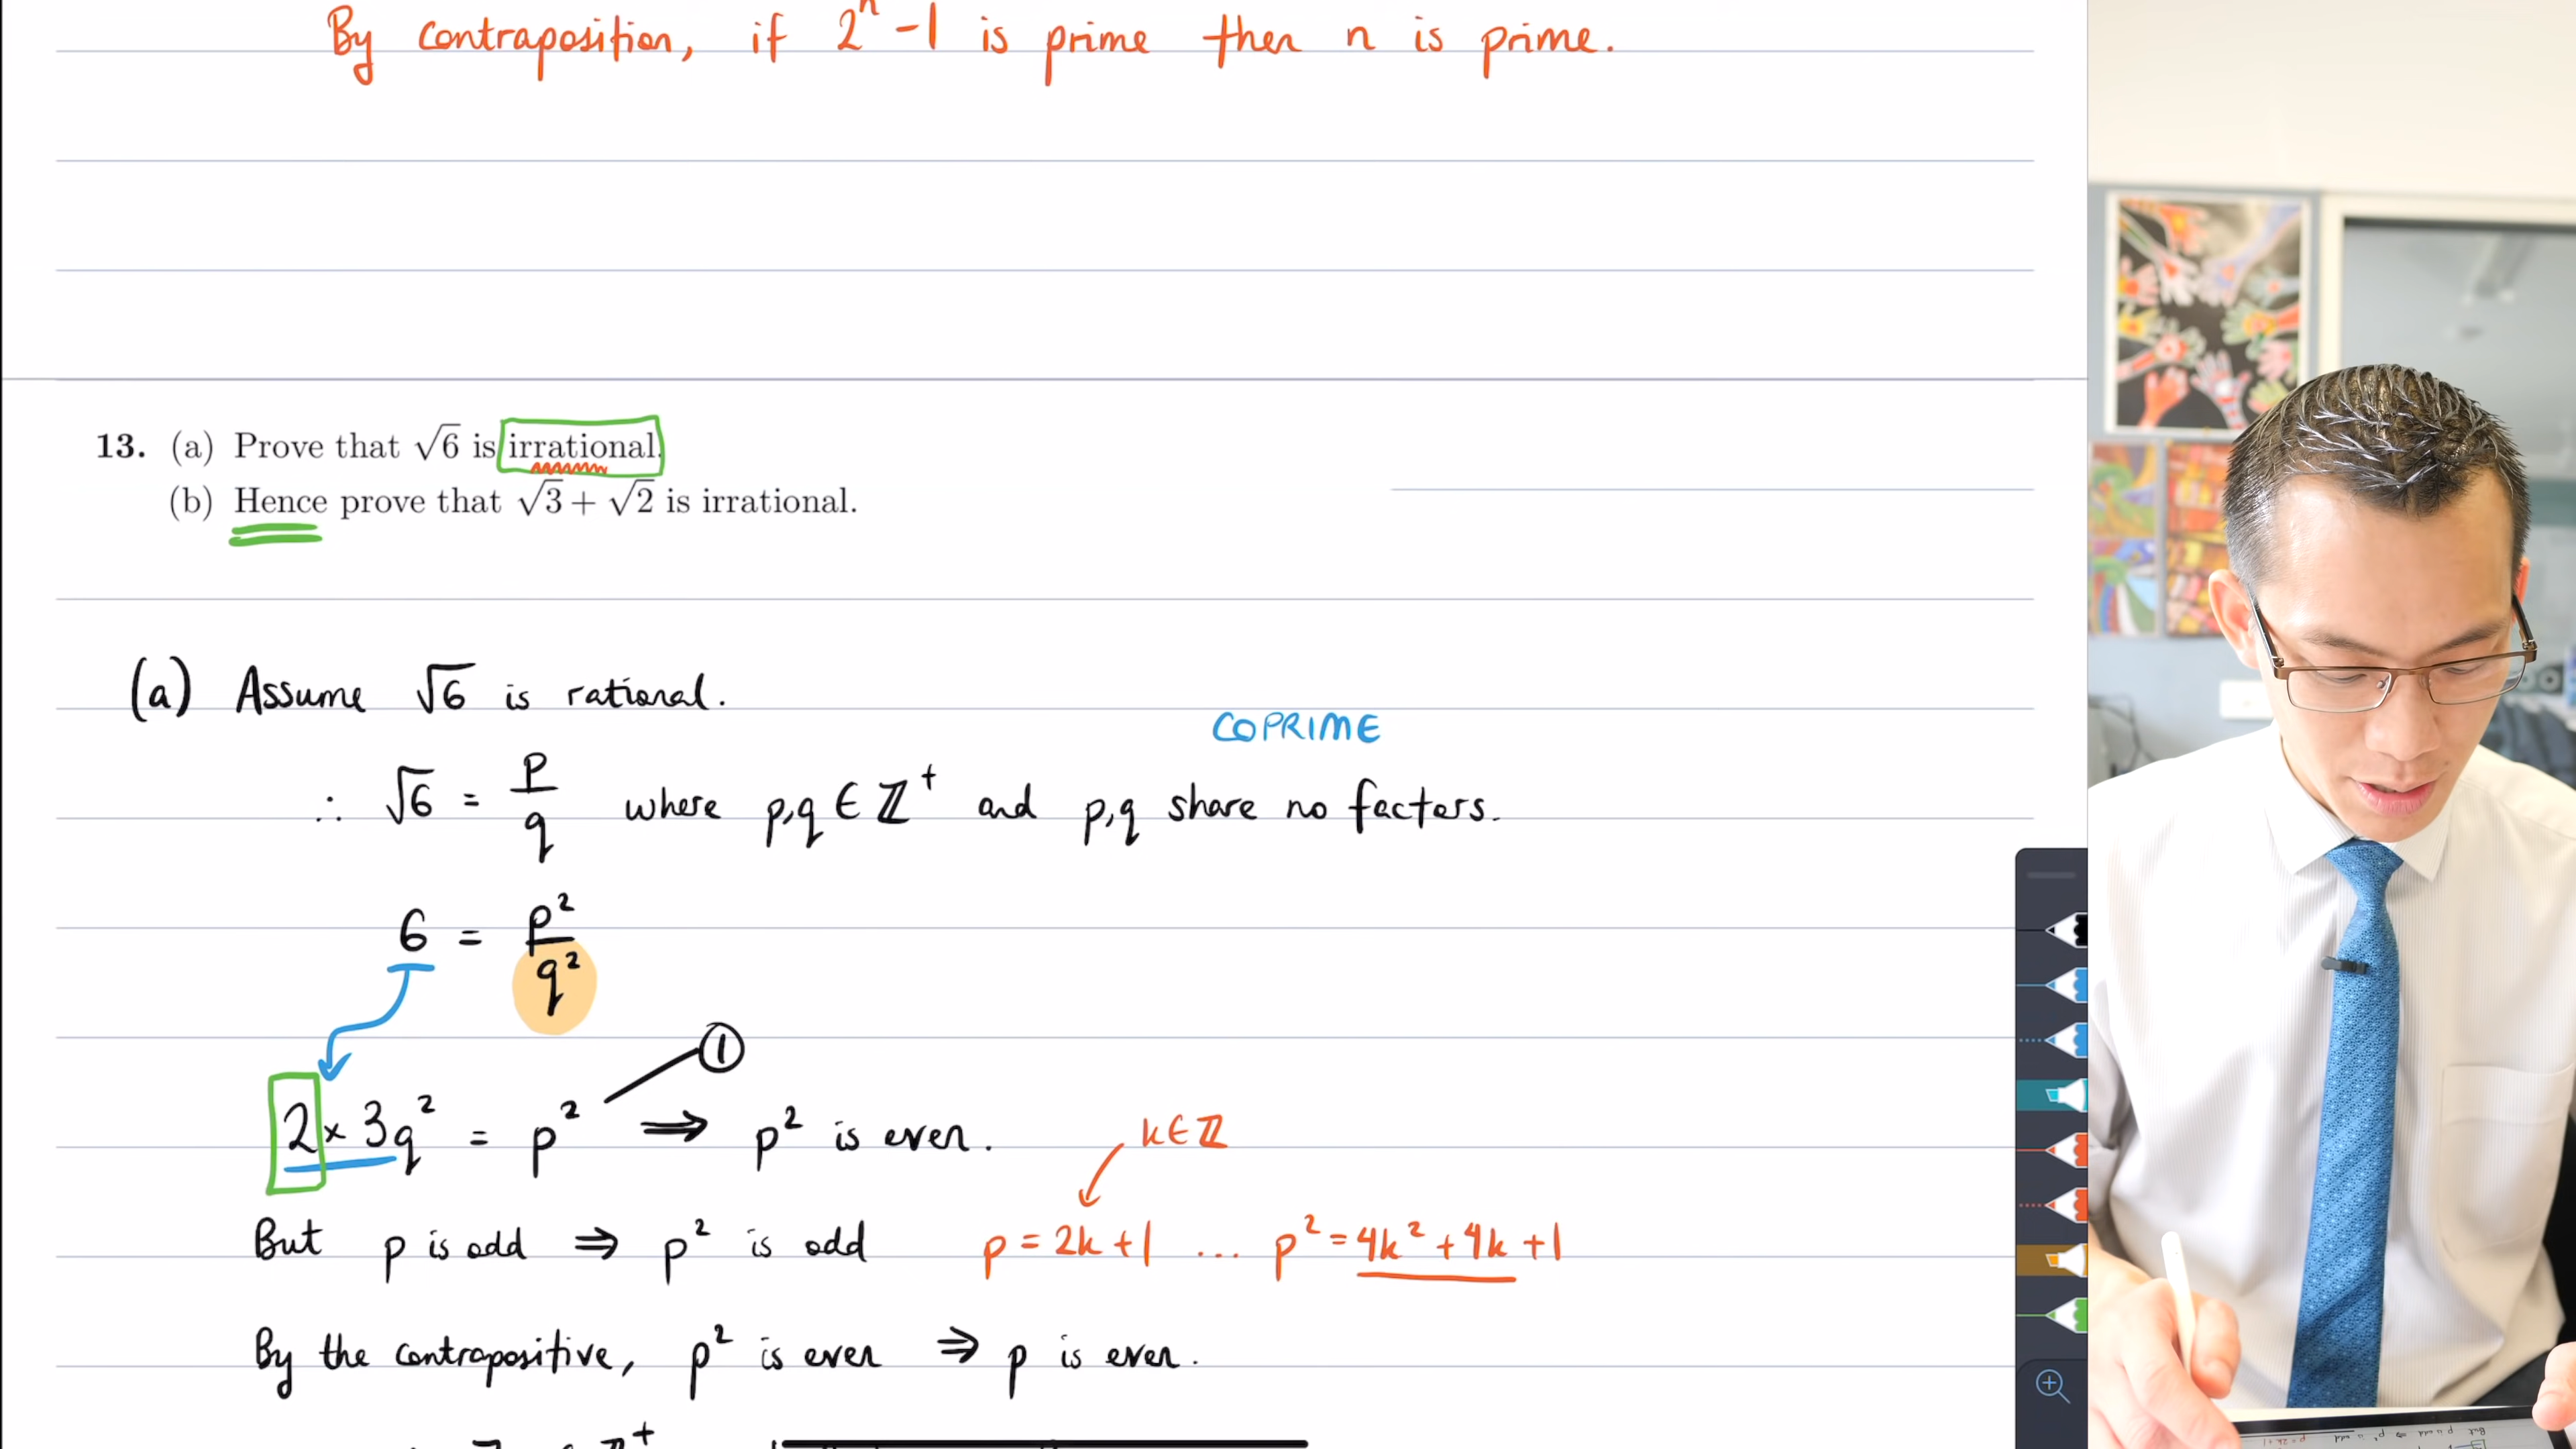 By contraposition, if 2ⁿ - 1 is prime then n is prime.
13. (a) Prove that √6 is irrational.
(b) Hence prove that √3 + √2 is irrational.
(a) Assume √6 is rational.
COPRIME
∴ √6 = p/q where p,q ∈ ℤ⁺ and p,q share no factors.
6 = p²/q²
①
2 × 3q² = p² ⇒ p² is even.
k ∈ ℤ
But p is odd ⇒ p² is odd p = 2k + 1 ... p² = 4k² + 4k + 1
By the contrapositive, p² is even ⇒ p is even.